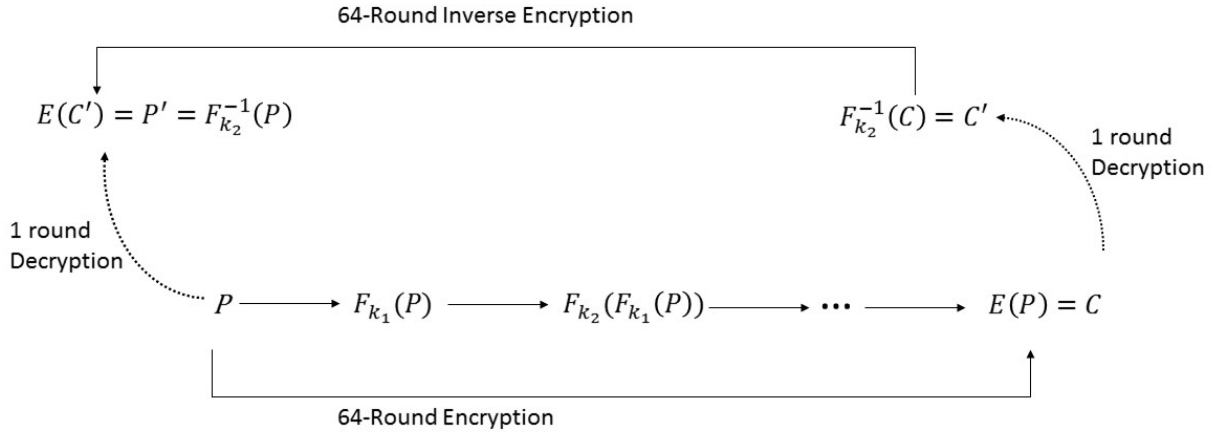 64-Round Inverse Encryption
E(C′) = P′ = F_{k_2}^{-1}(P)
F_{k_2}^{-1}(C) = C′
1 round
Decryption
1 round
Decryption
P F_{k_1}(P) F_{k_2}(F_{k_1}(P)) ••• E(P) = C
64-Round Encryption